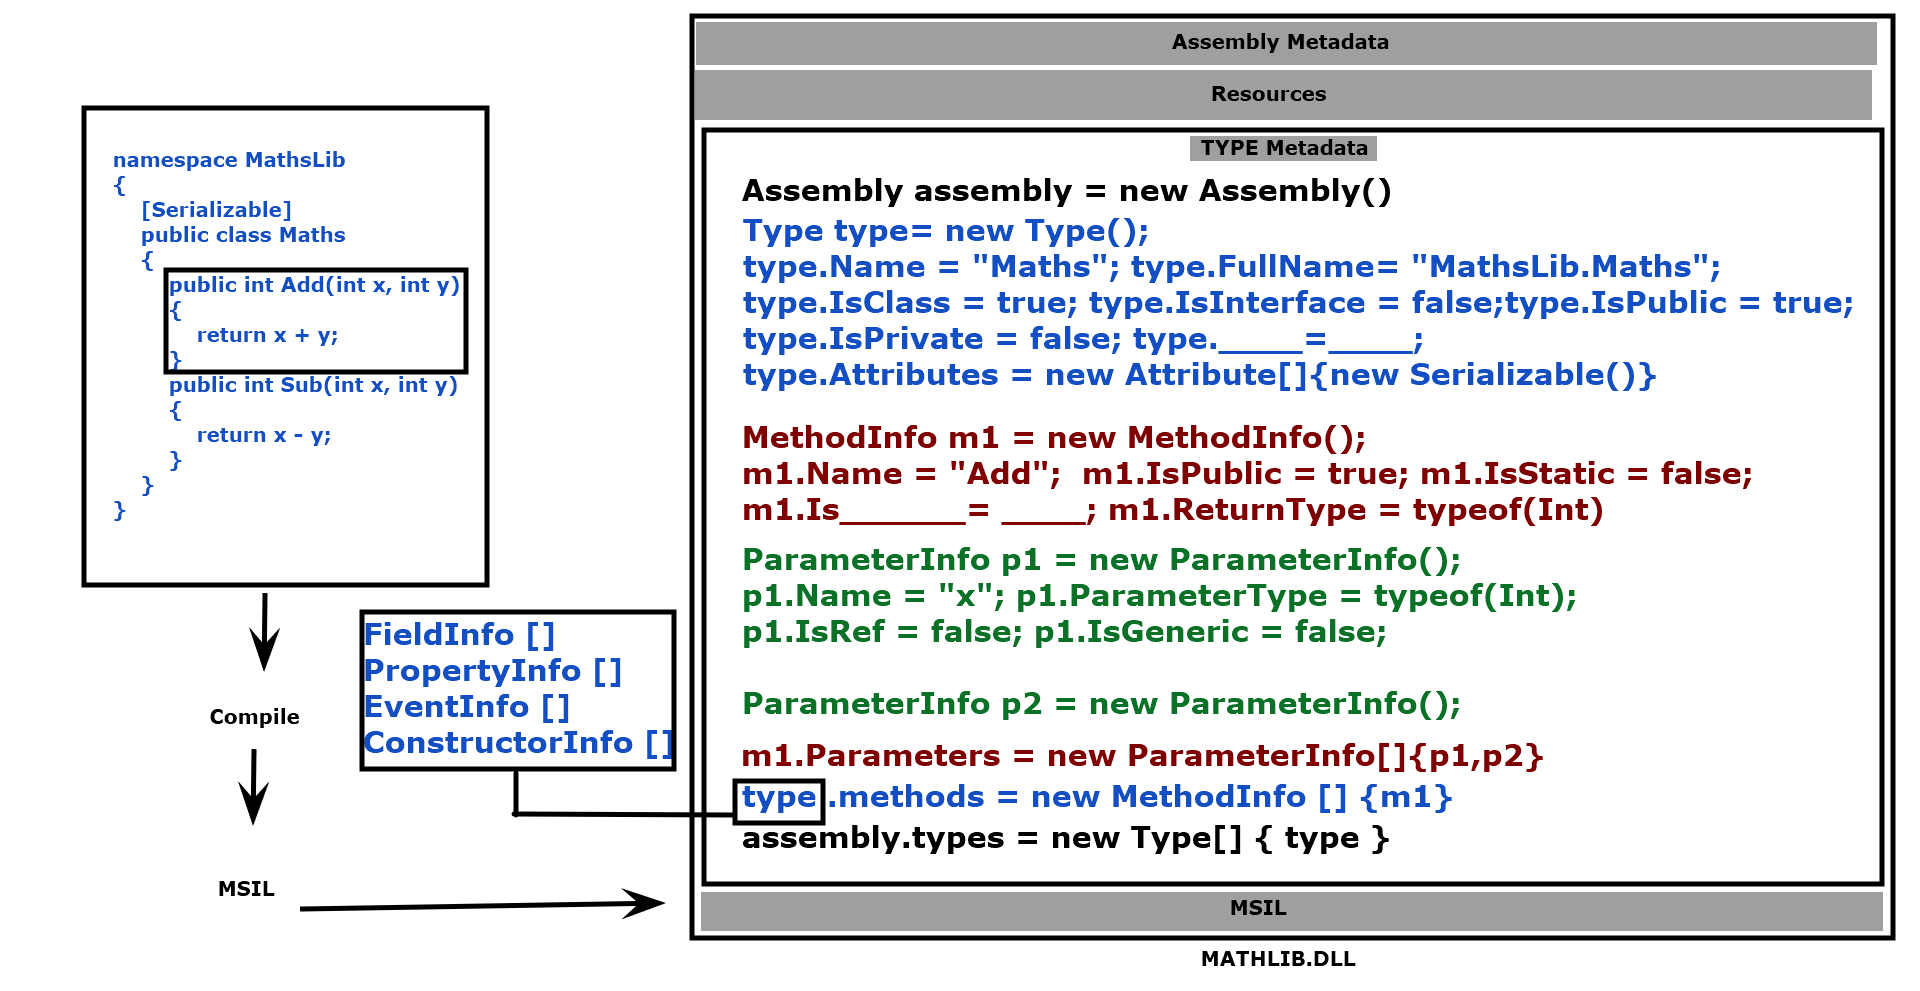 namespace MathsLib
{
[Serializable]
public class Maths
{
public int Add(int x, int y)
{
return x + y;
}
public int Sub(int x, int y)
{
return x - y;
}
}
}
Compile
MSIL
FieldInfo []
PropertyInfo []
EventInfo []
ConstructorInfo []
Assembly Metadata
Resources
TYPE Metadata
Assembly assembly = new Assembly()
Type type= new Type();
type.Name = "Maths"; type.FullName= "MathsLib.Maths";
type.IsClass = true; type.IsInterface = false;type.IsPublic = true;
type.IsPrivate = false; type.____=____;
type.Attributes = new Attribute[]{new Serializable()}
MethodInfo m1 = new MethodInfo();
m1.Name = "Add";  m1.IsPublic = true; m1.IsStatic = false;
m1.Is______= ____; m1.ReturnType = typeof(Int)
ParameterInfo p1 = new ParameterInfo();
p1.Name = "x"; p1.ParameterType = typeof(Int);
p1.IsRef = false; p1.IsGeneric = false;
ParameterInfo p2 = new ParameterInfo();
m1.Parameters = new ParameterInfo[]{p1,p2}
type .methods = new MethodInfo [] {m1}
assembly.types = new Type[] { type }
MSIL
MATHLIB.DLL